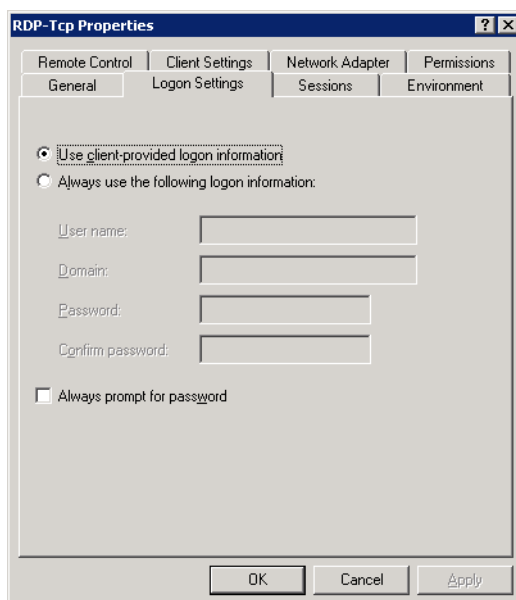 RDP-Tcp Properties
Remote Control Client Settings Network Adapter Permissions
General Logon Settings Sessions Environment
Use client-provided logon information
Always use the following logon information:
User name:
Domain:
Password:
Confirm password:
Always prompt for password
OK Cancel Apply